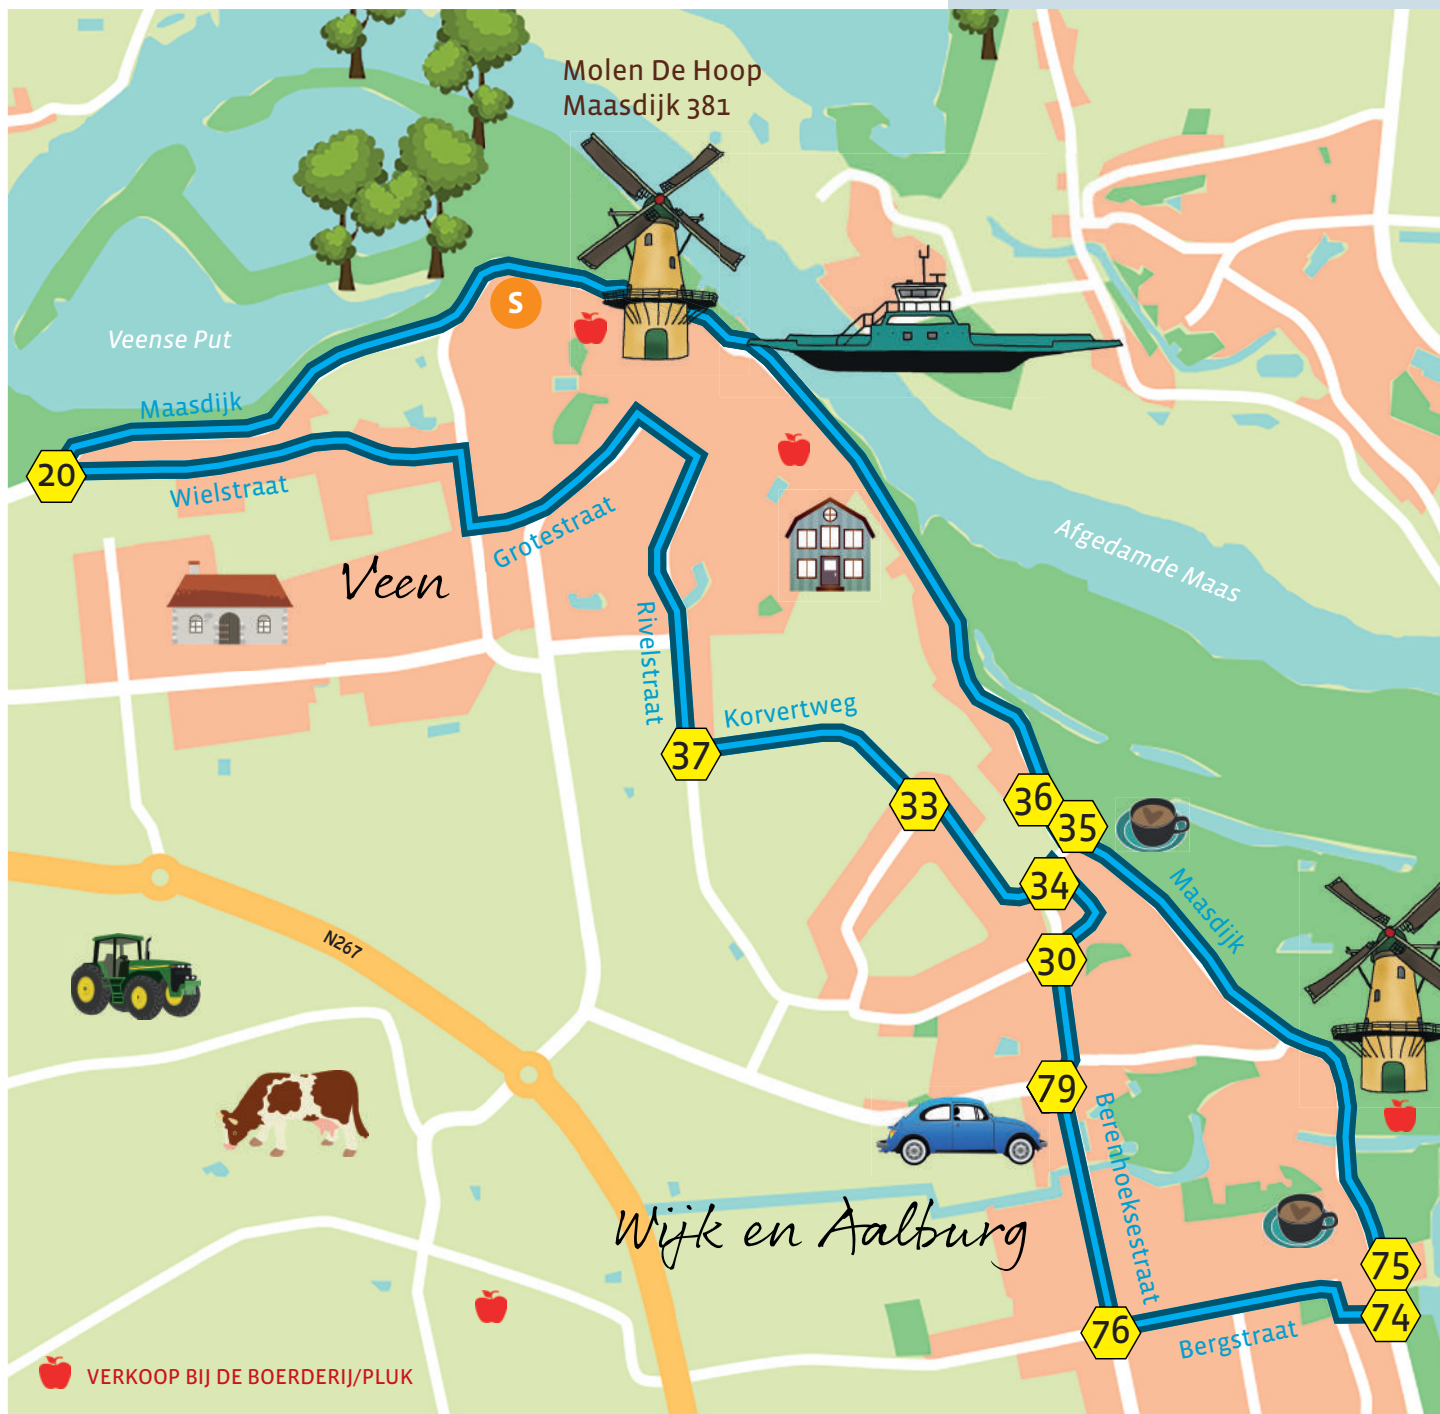 Molen De Hoop
Maasdijk 381
S
Veense Put
Maasdijk
20
Wielstraat
Grotestraat
Veen
Afgedamde Maas
Rivelstraat
Korvertweg
37
33
36
35
34
Maasdijk
30
N267
79
Berenhoeksestraat
Wijk en Aalburg
75
74
76
Bergstraat
VERKOOP BIJ DE BOERDERIJ/PLUK